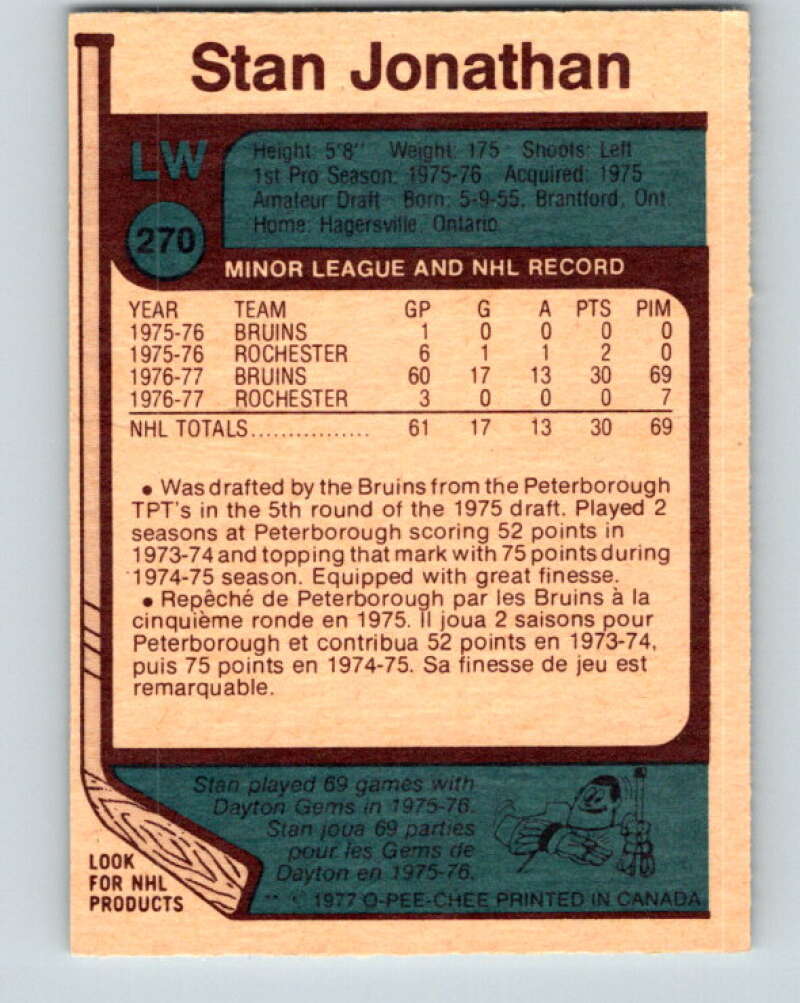 Stan Jonathan
LW
270
Height: 5'8" Weight: 175 Shoots: Left
1st Pro Season: 1975-76 Acquired: 1975
Amateur Draft Born: 5-9-55, Brantford, Ont.
Home: Hagersville, Ontario
MINOR LEAGUE AND NHL RECORD
YEAR TEAM GP G A PTS PIM
1975-76 BRUINS 1 0 0 0 0
1975-76 ROCHESTER 6 1 1 2 0
1976-77 BRUINS 60 17 13 30 69
1976-77 ROCHESTER 3 0 0 0 7
NHL TOTALS................ 61 17 13 30 69
● Was drafted by the Bruins from the Peterborough
TPT's in the 5th round of the 1975 draft. Played 2
seasons at Peterborough scoring 52 points in
1973-74 and topping that mark with 75 points during
1974-75 season. Equipped with great finesse.
● Repêché de Peterborough par les Bruins à la
cinquième ronde en 1975. Il joua 2 saisons pour
Peterborough et contribua 52 points en 1973-74,
puis 75 points en 1974-75. Sa finesse de jeu est
remarquable.
Stan played 69 games with
Dayton Gems in 1975-76.
Stan joua 69 parties
pour les Gems de
Dayton en 1975-76.
LOOK
FOR NHL
PRODUCTS
1977 O-PEE-CHEE PRINTED IN CANADA